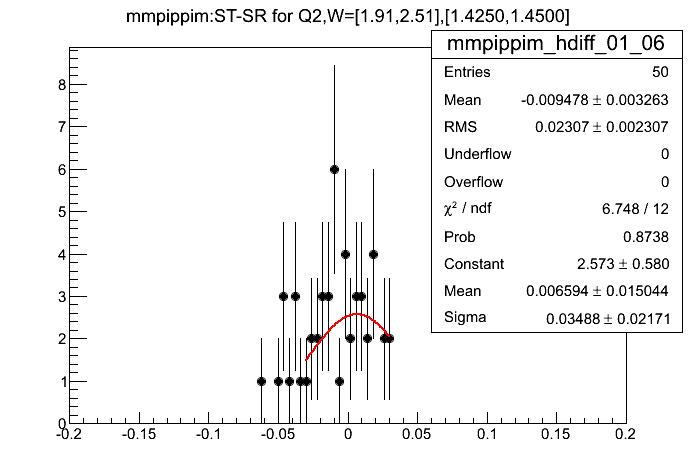 mmpippim:ST-SR for Q2,W=[1.91,2.51],[1.4250,1.4500]
mmpippim_hdiff_01_06
Entries 50
Mean -0.009478 ± 0.003263
RMS 0.02307 ± 0.002307
Underflow 0
Overflow 0
χ² / ndf 6.748 / 12
Prob 0.8738
Constant 2.573 ± 0.580
Mean 0.006594 ± 0.015044
Sigma 0.03488 ± 0.02171
8
7
6
5
4
3
2
1
0
-0.2 -0.15 -0.1 -0.05 0 0.05 0.1 0.15 0.2